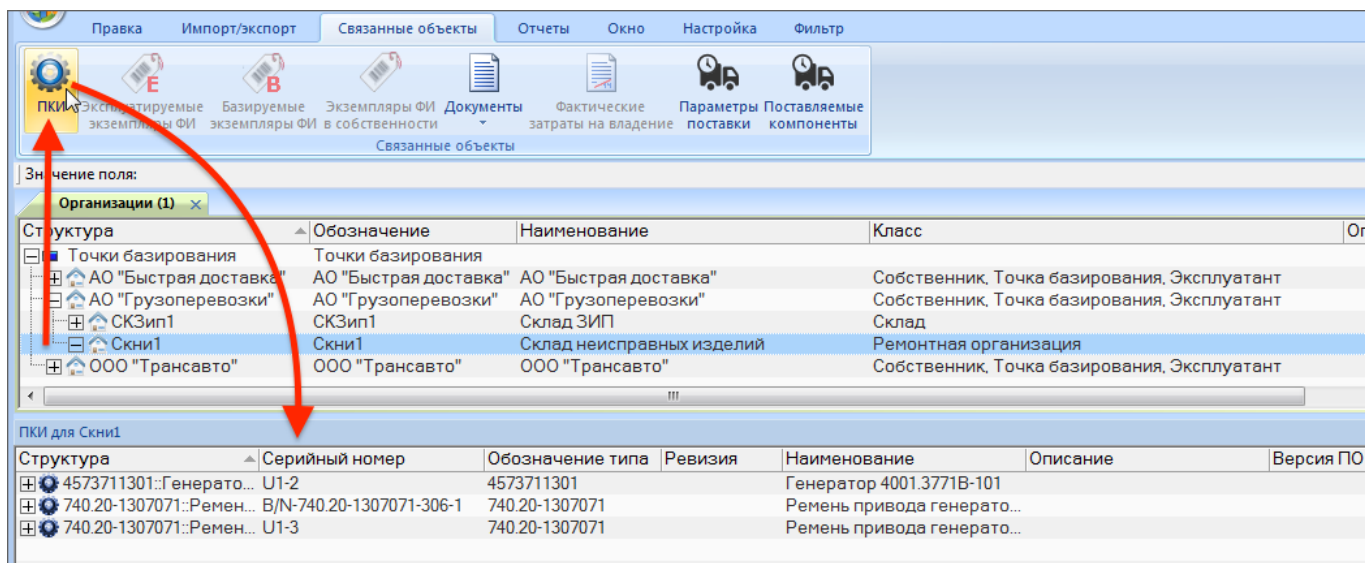 Правка Импорт/экспорт Связанные объекты Отчеты Окно Настройка Фильтр
ПКИ Эксплуатируемые экземпляры ФИ Базируемые экземпляры ФИ Экземпляры ФИ в собственности Документы Фактические затраты на владение Параметры поставки Поставляемые компоненты
Связанные объекты
Значение поля:
Организации (1)
Структура Обозначение Наименование Класс
Точки базирования Точки базирования
АО "Быстрая доставка" АО "Быстрая доставка" АО "Быстрая доставка" Собственник, Точка базирования, Эксплуатант
АО "Грузоперевозки" АО "Грузоперевозки" АО "Грузоперевозки" Собственник, Точка базирования, Эксплуатант
СКЗип1 СКЗип1 Склад ЗИП Склад
Скни1 Скни1 Склад неисправных изделий Ремонтная организация
ООО "Трансавто" ООО "Трансавто" ООО "Трансавто" Собственник, Точка базирования, Эксплуатант
ПКИ для Скни1
Структура Серийный номер Обозначение типа Ревизия Наименование Описание Версия ПО
4573711301::Генерато... U1-2 4573711301 Генератор 4001.3771В-101
740.20-1307071::Ремен... B/N-740.20-1307071-306-1 740.20-1307071 Ремень привода генерато...
740.20-1307071::Ремен... U1-3 740.20-1307071 Ремень привода генерато...